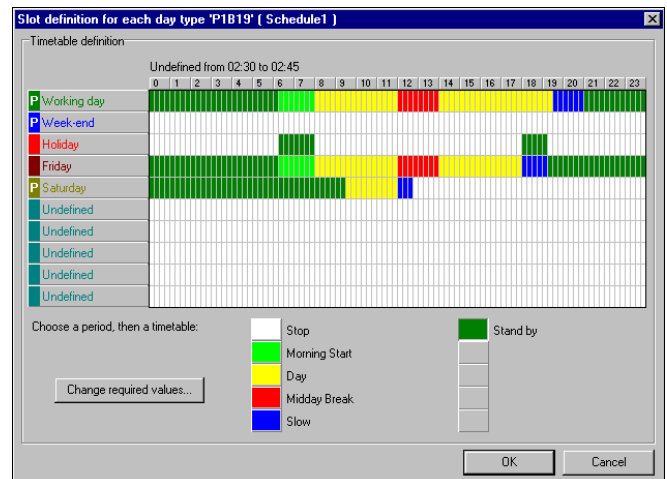 Slot definition for each day type 'P1B19' ( Schedule1 )
Timetable definition
Undefined from 02:30 to 02:45
0 1 2 3 4 5 6 7 8 9 10 11 12 13 14 15 16 17 18 19 20 21 22 23
P Working day
P Week-end
Holiday
Friday
P Saturday
Undefined
Undefined
Undefined
Undefined
Undefined
Choose a period, then a timetable:
Stop
Stand by
Morning Start
Day
Change required values...
Midday Break
Slow
OK
Cancel